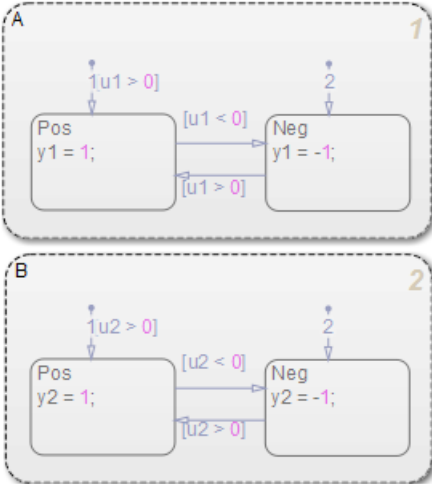 A
1
1[u1 > 0]
2
[u1 < 0]
Pos
y1 = 1;
Neg
y1 = -1;
[u1 > 0]
B
2
1[u2 > 0]
2
[u2 < 0]
Pos
y2 = 1;
Neg
y2 = -1;
[u2 > 0]